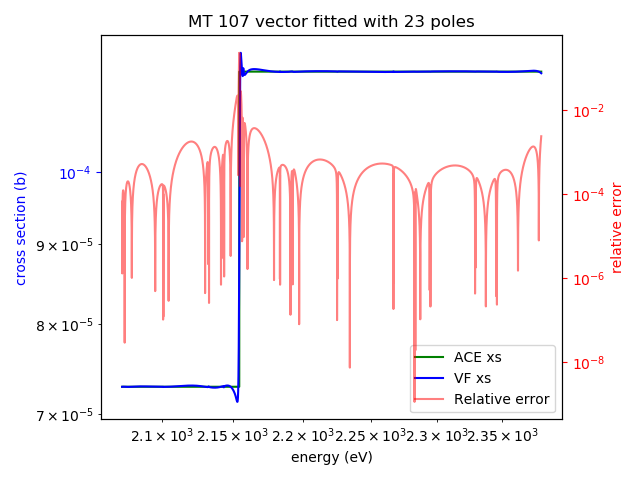 MT 107 vector fitted with 23 poles
cross section (b)
10⁻⁴
9 × 10⁻⁵
8 × 10⁻⁵
7 × 10⁻⁵
10⁻²
10⁻⁴
10⁻⁶
10⁻⁸
relative error
ACE xs
VF xs
Relative error
2.1 × 10³ 2.15 × 10³ 2.2 × 10³ 2.25 × 10³ 2.3 × 10³ 2.35 × 10³
energy (eV)